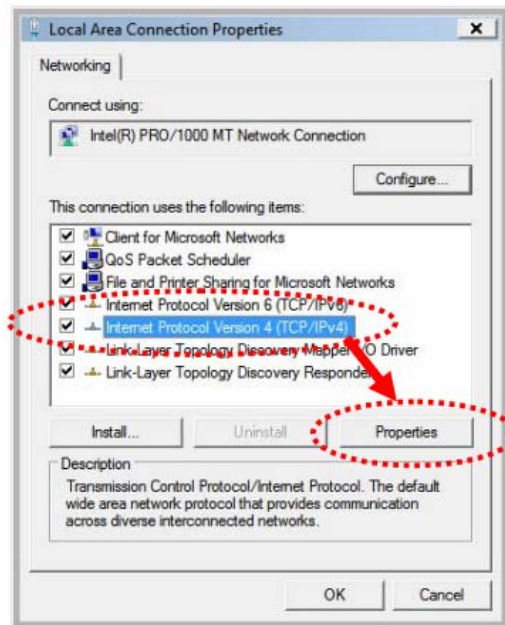 Local Area Connection Properties
Networking
Connect using:
Intel(R) PRO/1000 MT Network Connection
Configure...
This connection uses the following items:
Client for Microsoft Networks
QoS Packet Scheduler
File and Printer Sharing for Microsoft Networks
Internet Protocol Version 6 (TCP/IPv6)
Internet Protocol Version 4 (TCP/IPv4)
Link-Layer Topology Discovery Mapper I/O Driver
Link-Layer Topology Discovery Responder
Install...
Uninstall
Properties
Description
Transmission Control Protocol/Internet Protocol. The default
wide area network protocol that provides communication
across diverse interconnected networks.
OK
Cancel